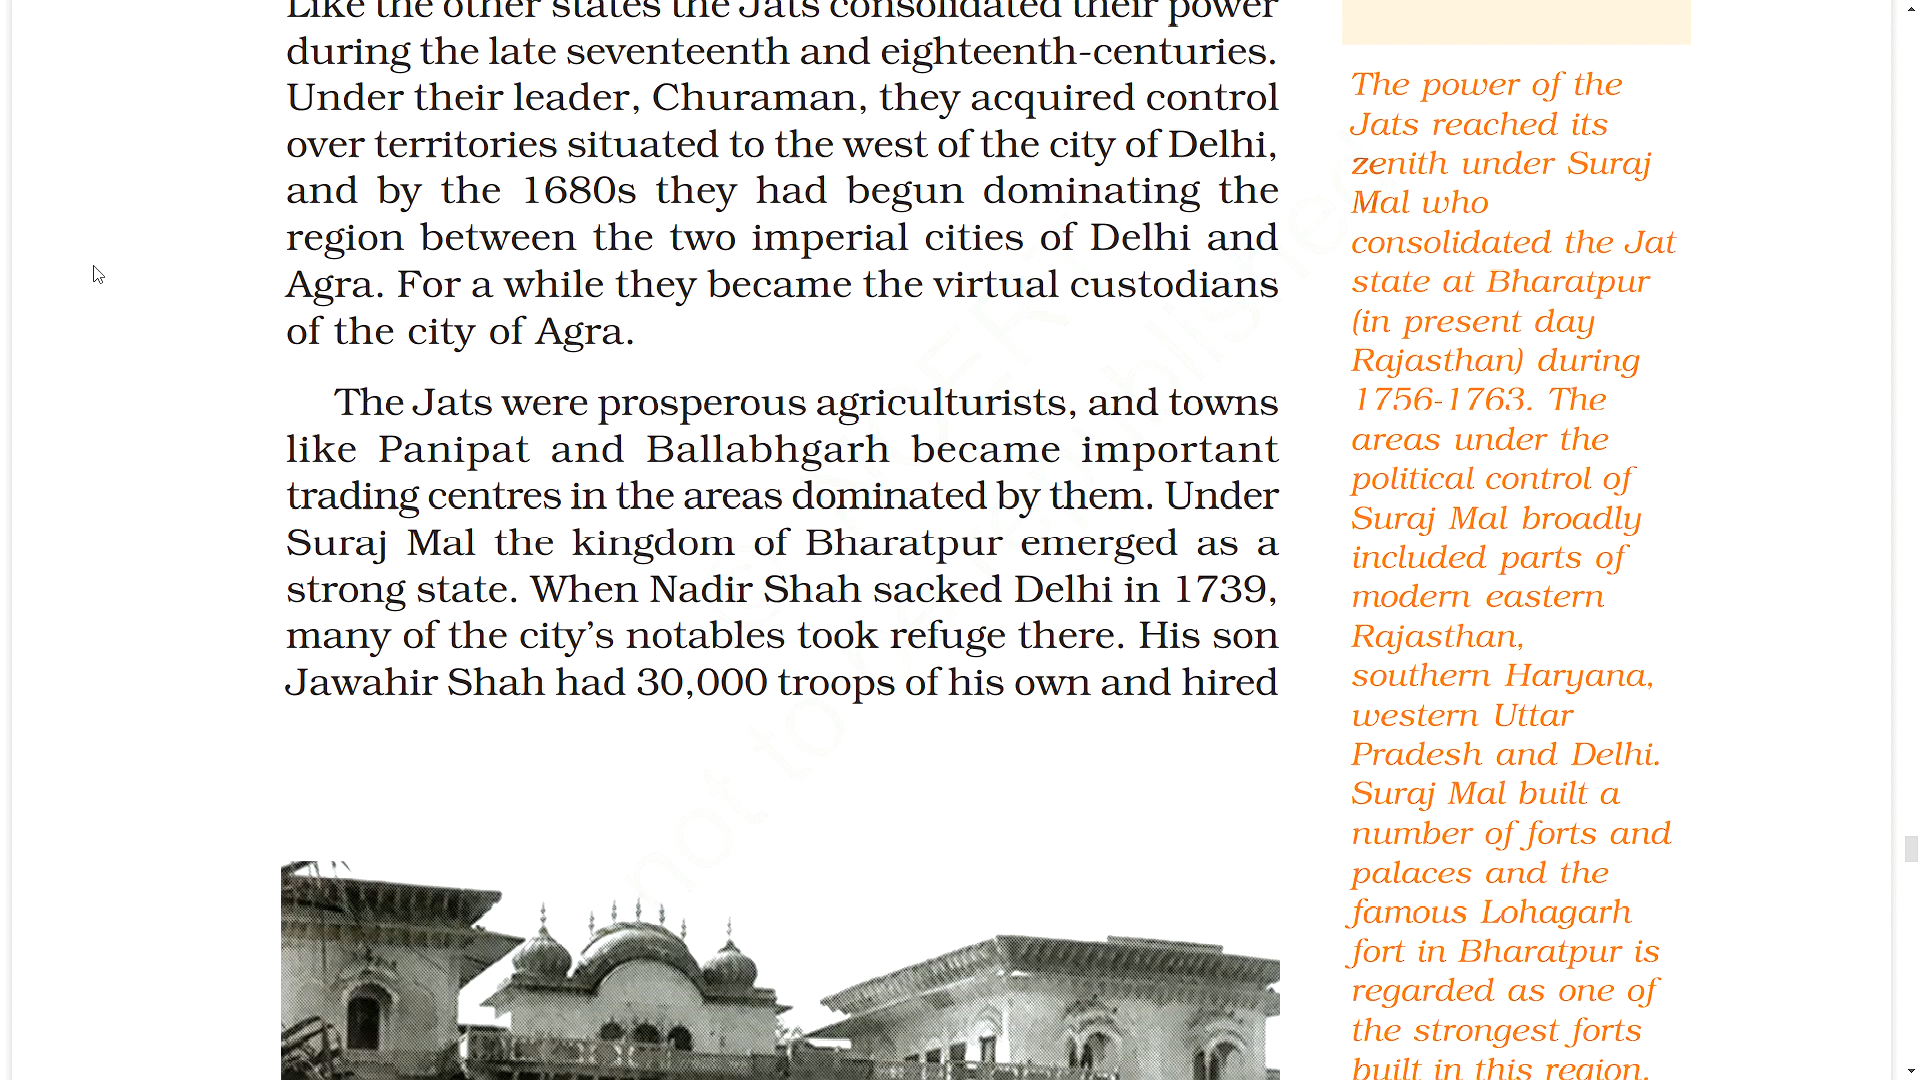 Like the other states the Jats consolidated their power
during the late seventeenth and eighteenth-centuries.
Under their leader, Churaman, they acquired control
over territories situated to the west of the city of Delhi,
and by the 1680s they had begun dominating the
region between the two imperial cities of Delhi and
Agra. For a while they became the virtual custodians
of the city of Agra.
The Jats were prosperous agriculturists, and towns
like Panipat and Ballabhgarh became important
trading centres in the areas dominated by them. Under
Suraj Mal the kingdom of Bharatpur emerged as a
strong state. When Nadir Shah sacked Delhi in 1739,
many of the city’s notables took refuge there. His son
Jawahir Shah had 30,000 troops of his own and hired
The power of the
Jats reached its
zenith under Suraj
Mal who
consolidated the Jat
state at Bharatpur
(in present day
Rajasthan) during
1756-1763. The
areas under the
political control of
Suraj Mal broadly
included parts of
modern eastern
Rajasthan,
southern Haryana,
western Uttar
Pradesh and Delhi.
Suraj Mal built a
number of forts and
palaces and the
famous Lohagarh
fort in Bharatpur is
regarded as one of
the strongest forts
built in this region.
not to